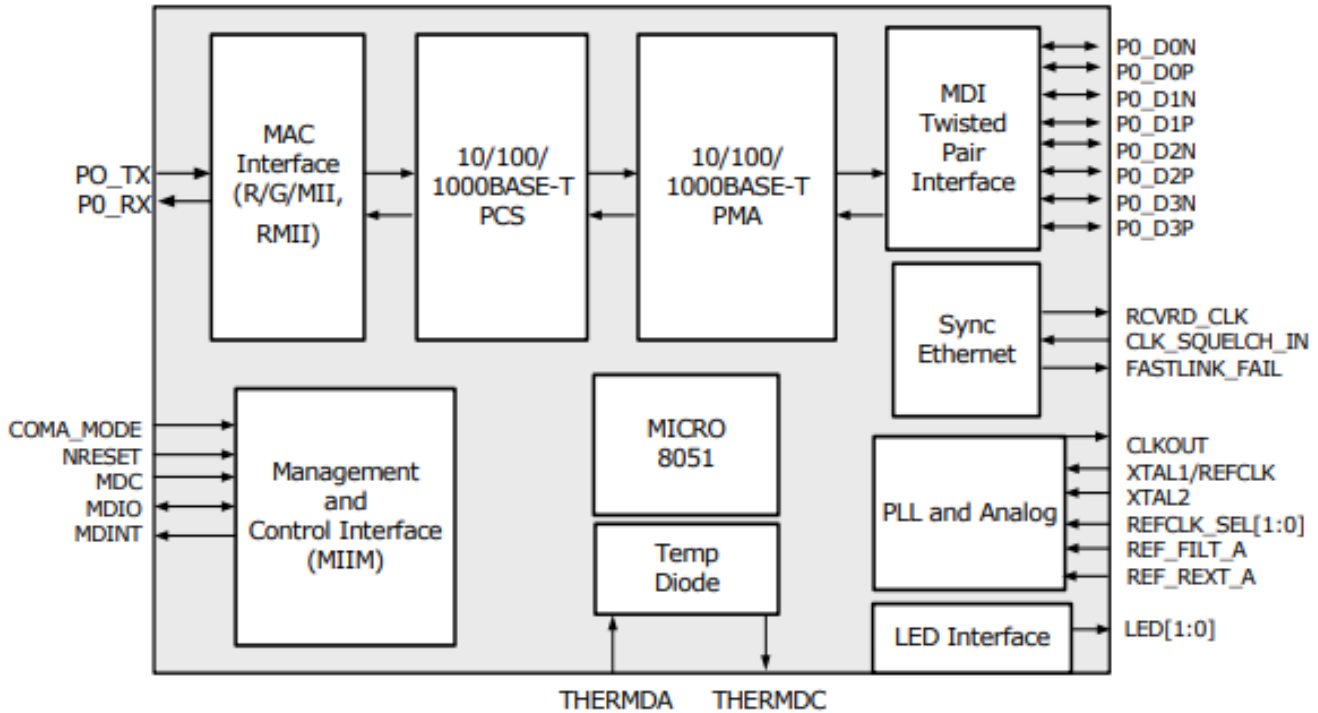 MAC
Interface
(R/G/MII,
RMII)
10/100/
1000BASE-T
PCS
10/100/
1000BASE-T
PMA
MDI
Twisted
Pair
Interface
P0_D0N
P0_D0P
P0_D1N
P0_D1P
P0_D2N
P0_D2P
P0_D3N
P0_D3P
PO_TX
P0_RX
Sync
Ethernet
RCVRD_CLK
CLK_SQUELCH_IN
FASTLINK_FAIL
COMA_MODE
NRESET
MDC
MDIO
MDINT
Management
and
Control Interface
(MIIM)
MICRO
8051
Temp
Diode
PLL and Analog
CLKOUT
XTAL1/REFCLK
XTAL2
REFCLK_SEL[1:0]
REF_FILT_A
REF_REXT_A
LED Interface
LED[1:0]
THERMDA
THERMDC